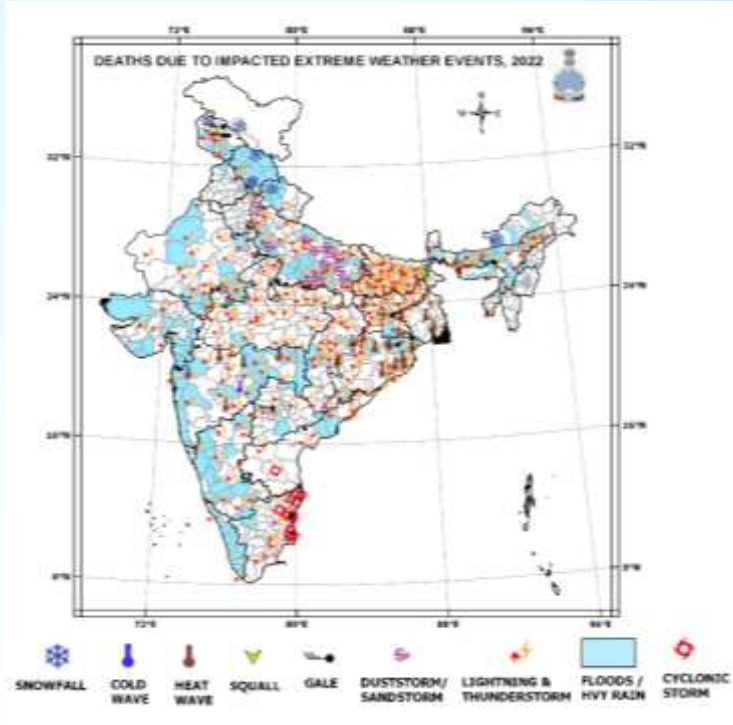 72°E 80°E 88°E 96°E
DEATHS DUE TO IMPACTED EXTREME WEATHER EVENTS, 2022
32°N 32°N
24°N 24°N
16°N 16°N
8°N 8°N
72°E 80°E 88°E 96°E
SNOWFALL
COLD
WAVE
HEAT
WAVE
SQUALL
GALE
DUSTSTORM/
SANDSTORM
LIGHTNING &
THUNDERSTORM
FLOODS /
HVY RAIN
CYCLONIC
STORM